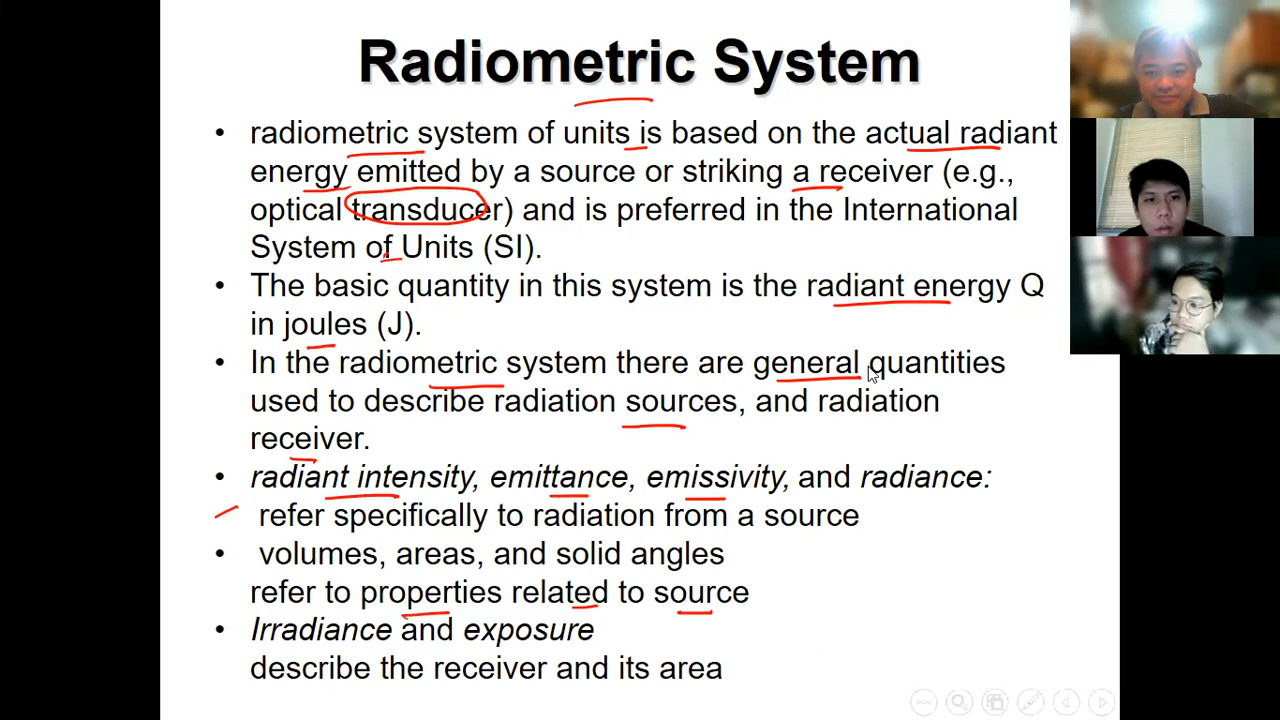 Radiometric System
• radiometric system of units is based on the actual radiant
energy emitted by a source or striking a receiver (e.g.,
optical transducer) and is preferred in the International
System of Units (SI).
• The basic quantity in this system is the radiant energy Q
in joules (J).
• In the radiometric system there are general quantities
used to describe radiation sources, and radiation
receiver.
• radiant intensity, emittance, emissivity, and radiance:
refer specifically to radiation from a source
• volumes, areas, and solid angles
refer to properties related to source
• Irradiance and exposure
describe the receiver and its area